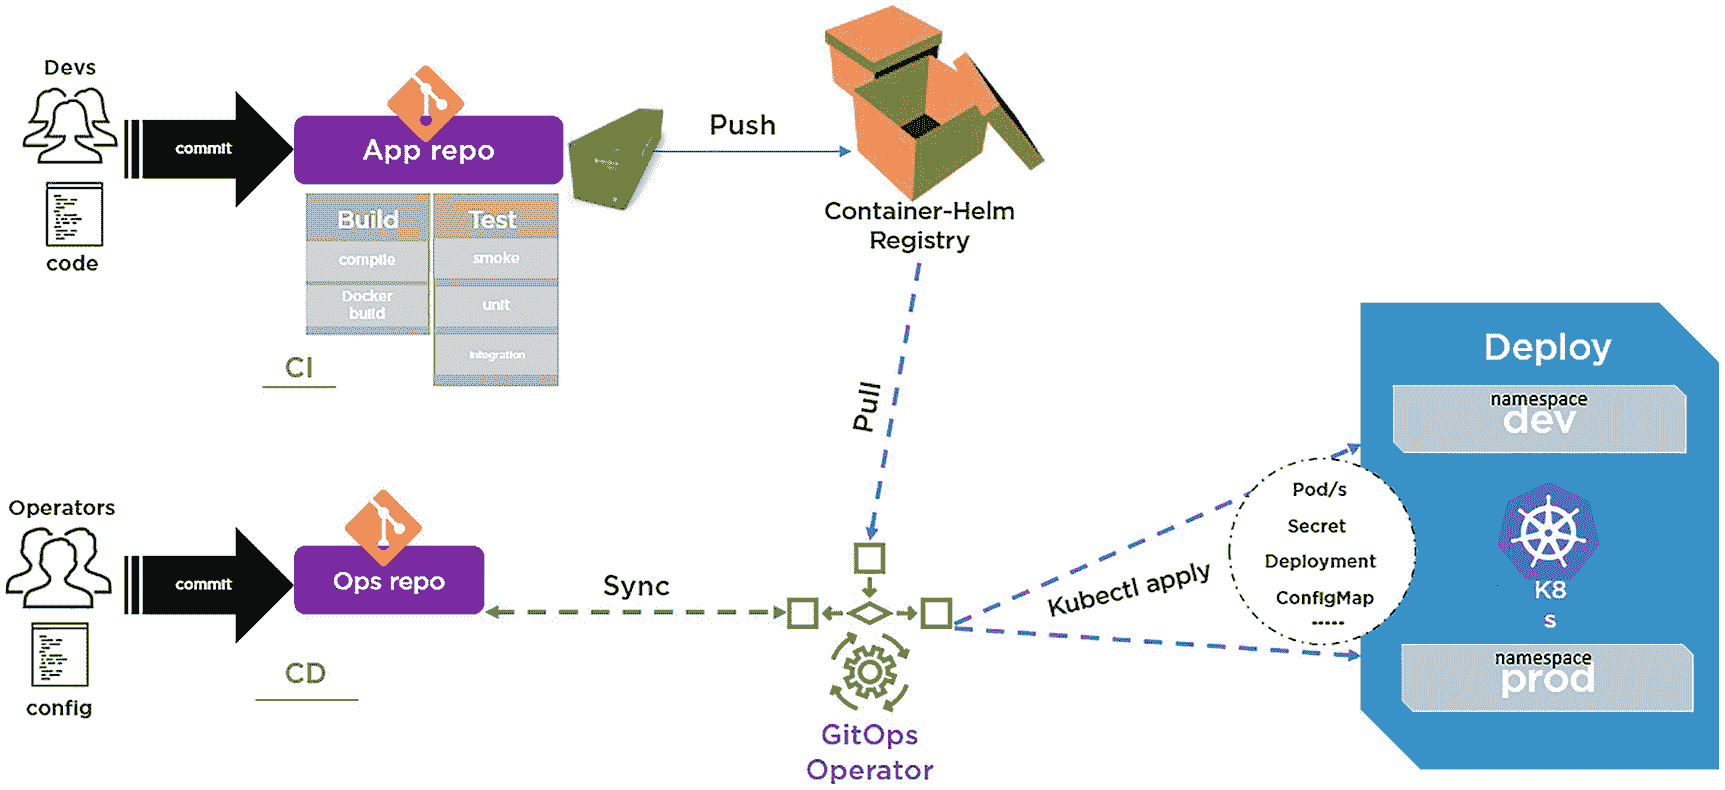 Devs
commit
code
App repo
Build
compile
Docker
build
Test
smoke
unit
Integration
CI
Push
Container-Helm
Registry
Pull
Operators
commit
config
Ops repo
CD
Sync
GitOps
Operator
Kubectl apply
Pod/s
Secret
Deployment
ConfigMap
-----
Deploy
namespace
dev
K8
s
namespace
prod